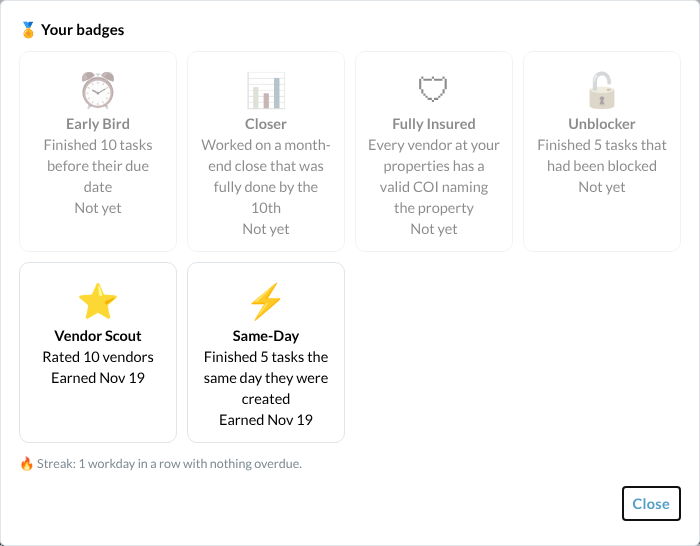 Your badges
Early Bird
Finished 10 tasks
before their due
date
Not yet
Closer
Worked on a month-
end close that was
fully done by the
10th
Not yet
Fully Insured
Every vendor at your
properties has a
valid COI naming
the property
Not yet
Unblocker
Finished 5 tasks that
had been blocked
Not yet
Vendor Scout
Rated 10 vendors
Earned Nov 19
Same-Day
Finished 5 tasks the
same day they were
created
Earned Nov 19
Streak: 1 workday in a row with nothing overdue.
Close